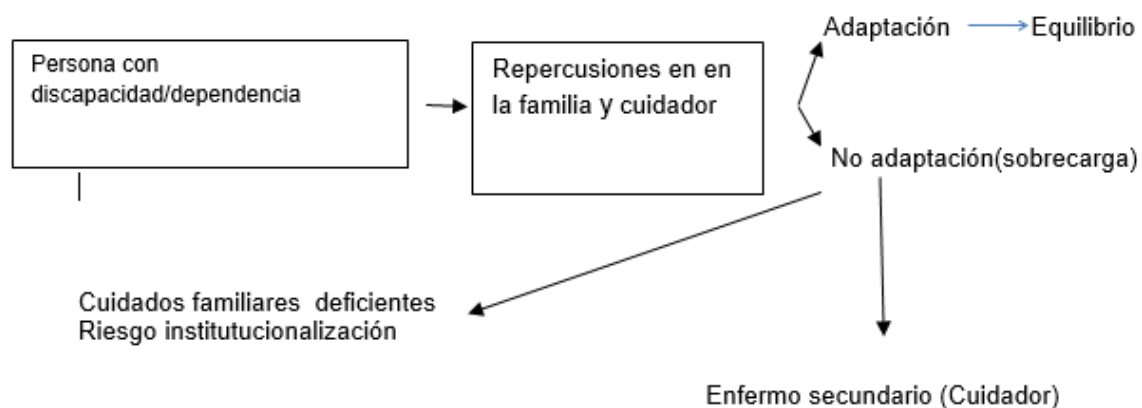 Adaptación
Equilibrio
Persona con
discapacidad/dependencia
Repercusiones en en
la familia y cuidador
No adaptación(sobrecarga)
Cuidados familiares deficientes
Riesgo institutucionalización
Enfermo secundario (Cuidador)